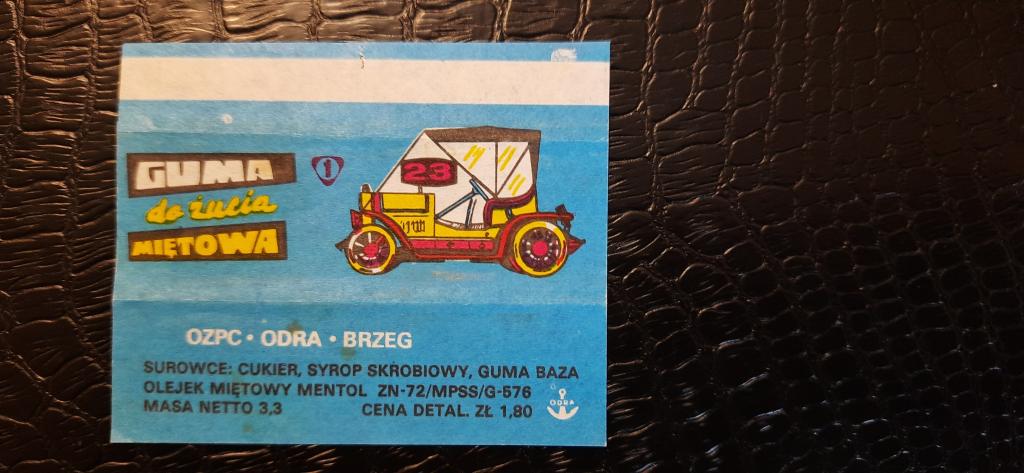 GUMA
do żucia
MIĘTOWA
1
23
OZPC • ODRA • BRZEG
SUROWCE: CUKIER, SYROP SKROBIOWY, GUMA BAZA
OLEJEK MIĘTOWY MENTOL ZN-72/MPSS/G-576
MASA NETTO 3,3 CENA DETAL. ZŁ 1,80
ODRA